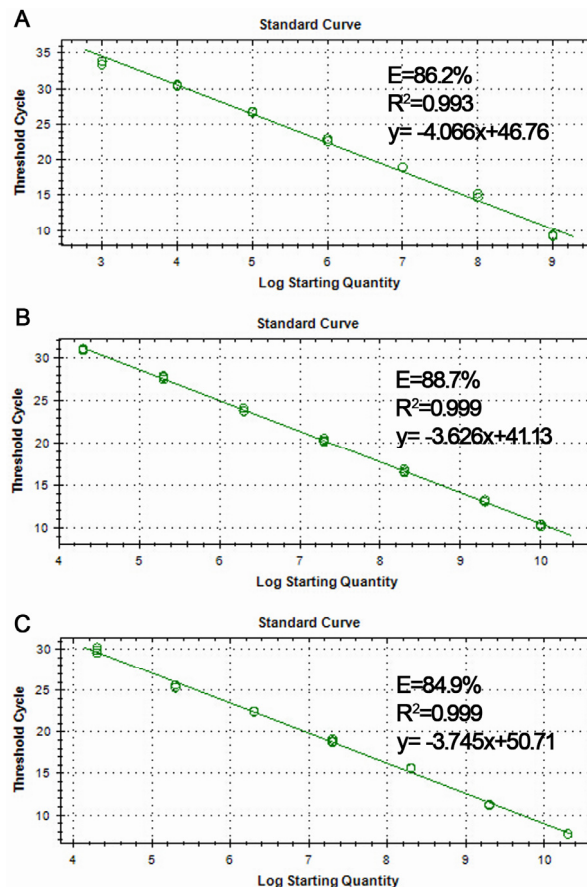 A
Standard Curve
35
30
25
20
15
10
Threshold Cycle
E=86.2%
R²=0.993
y= -4.066x+46.76
3 4 5 6 7 8 9
Log Starting Quantity
B
Standard Curve
30
25
20
15
10
Threshold Cycle
E=88.7%
R²=0.999
y= -3.626x+41.13
4 5 6 7 8 9 10
Log Starting Quantity
C
Standard Curve
30
25
20
15
10
Threshold Cycle
E=84.9%
R²=0.999
y= -3.745x+50.71
4 5 6 7 8 9 10
Log Starting Quantity